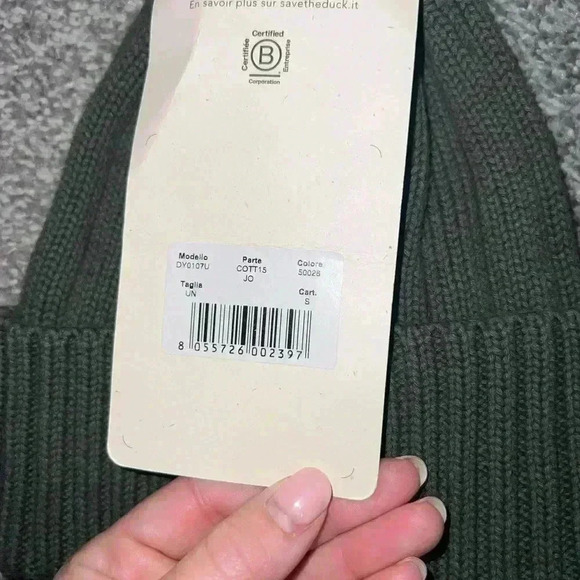 En savoir plus sur savetheduck.it
Certified
Certifiée
B
Entreprise
Corporation
Modello Parte Colore
DY0107U COTT15 50026
JO
Taglia Cart.
UN S
8 055726 002397